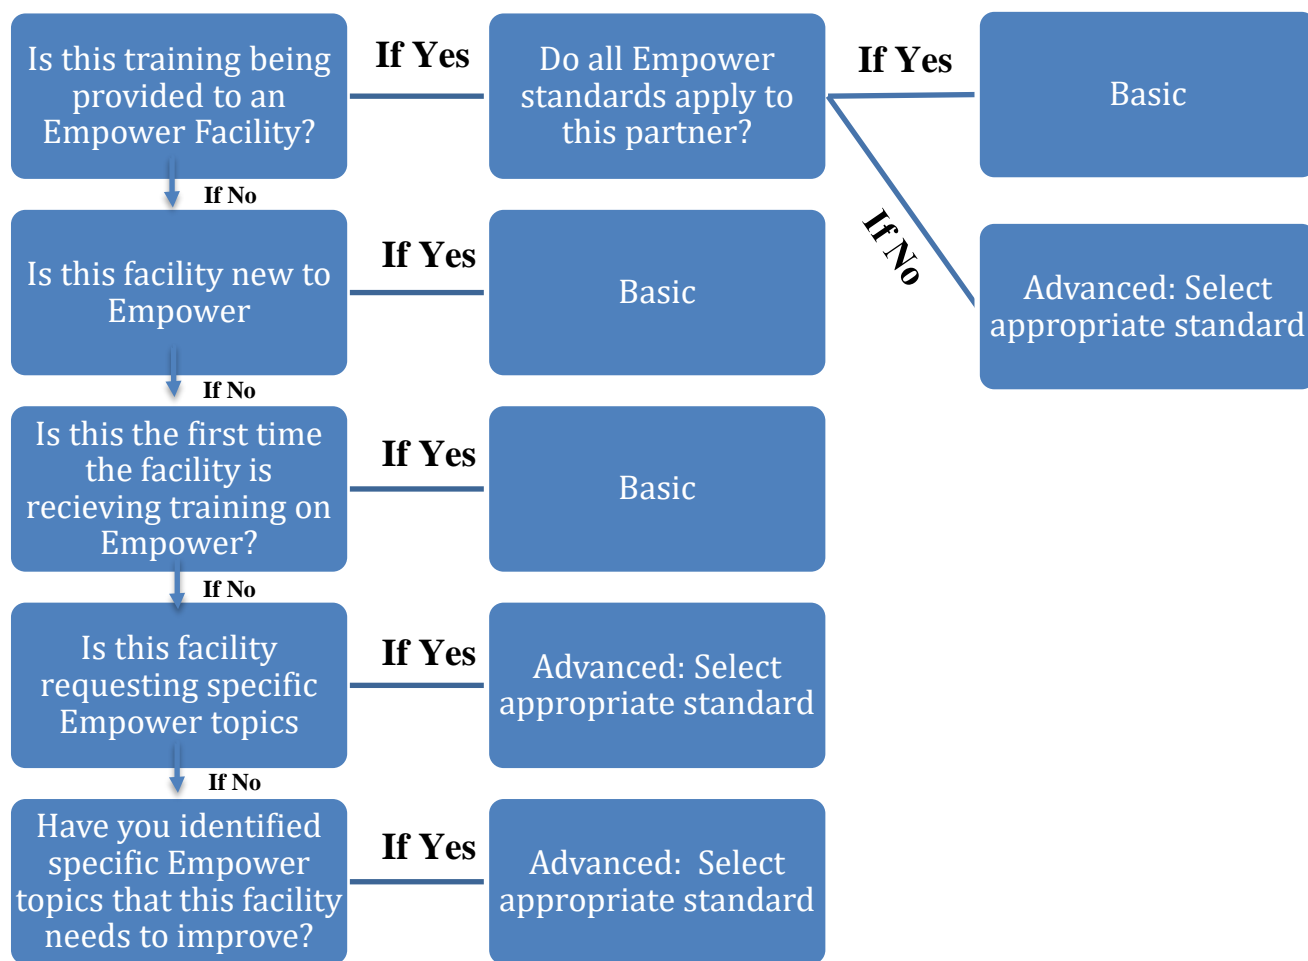 Is this training being
provided to an
Empower Facility?
If Yes
Do all Empower
standards apply to
this partner?
If Yes
Basic
If No
Advanced: Select
appropriate standard
If No
Is this facility new to
Empower
If Yes
Basic
If No
Is this the first time
the facility is
recieving training on
Empower?
If Yes
Basic
If No
Is this facility
requesting specific
Empower topics
If Yes
Advanced: Select
appropriate standard
If No
Have you identified
specific Empower
topics that this facility
needs to improve?
If Yes
Advanced:  Select
appropriate standard